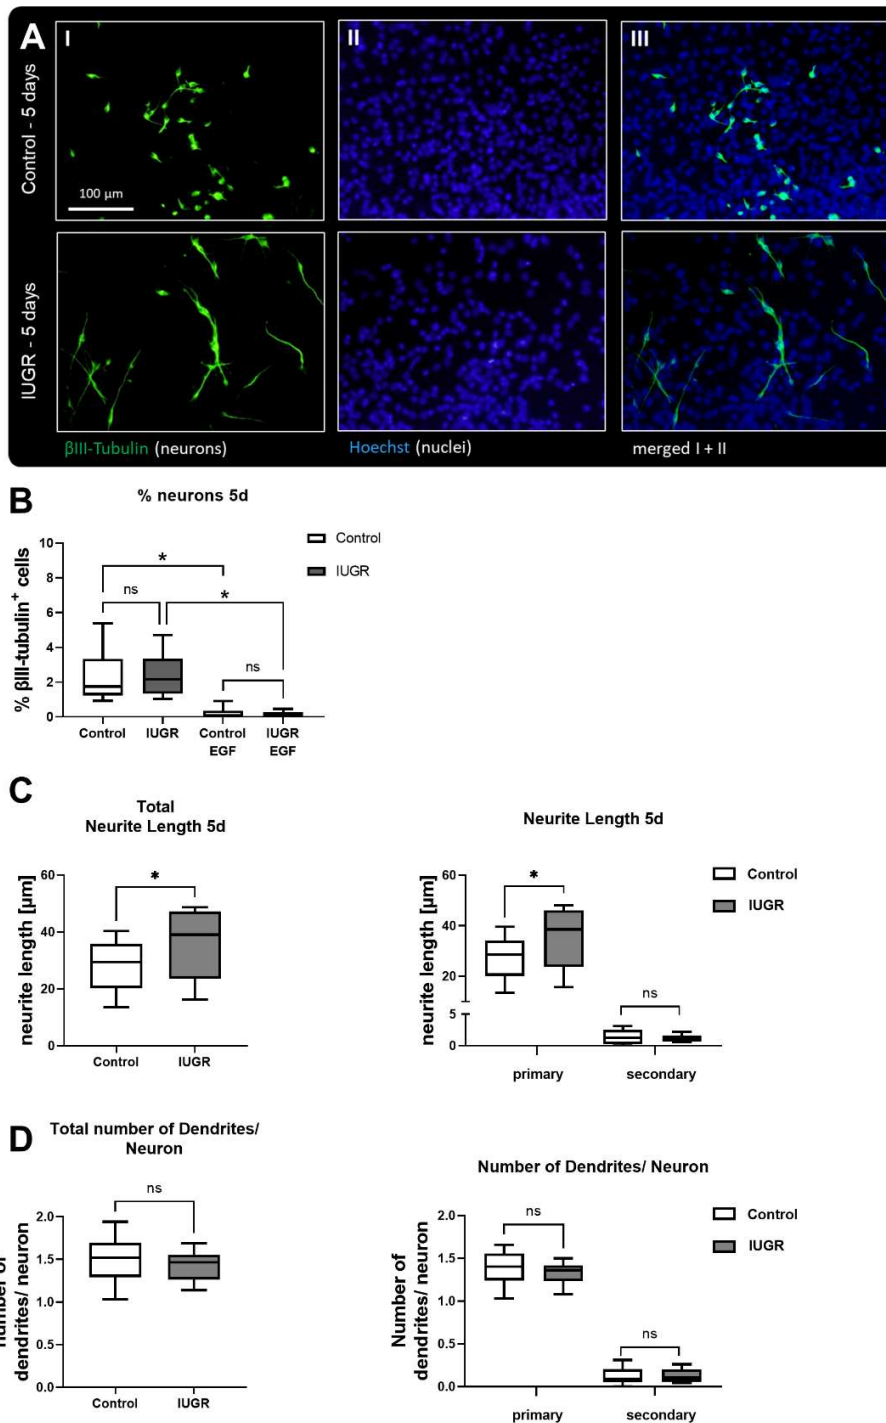 A
I
II
III
Control - 5 days
100 µm
IUGR - 5 days
βIII-Tubulin (neurons)
Hoechst (nuclei)
merged I + II
B
% neurons 5d
% βIII-tubulin⁺ cells
10
8
6
4
2
0
*
ns
*
ns
Control
IUGR
Control
EGF
IUGR
EGF
Control
IUGR
C
Total
Neurite Length 5d
neurite length [µm]
60
40
20
0
*
Control
IUGR
Neurite Length 5d
neurite length [µm]
60
40
20
5
0
*
ns
primary
secondary
Control
IUGR
D
Total number of Dendrites/
Neuron
Number of
dendrites/ neuron
2.0
1.5
1.0
0.5
0.0
ns
Control
IUGR
Number of Dendrites/ Neuron
Number of
dendrites/ neuron
2.0
1.5
1.0
0.5
0.0
ns
ns
primary
secondary
Control
IUGR